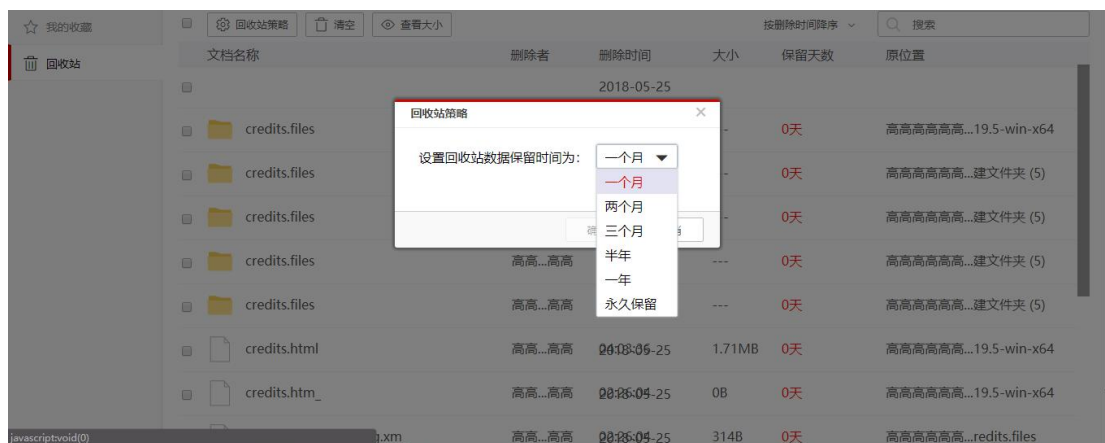 我的收藏
回收站策略 清空 查看大小 按删除时间降序 搜索
回收站
文档名称 删除者 删除时间 大小 保留天数 原位置
2018-05-25
回收站策略
credits.files 0天 高高高高高高...19.5-win-x64
设置回收站数据保留时间为: 一个月
credits.files 0天 高高高高高高...建文件夹 (5)
一个月
两个月
credits.files 0天 高高高高高高...建文件夹 (5)
三个月
半年
credits.files 高高...高高 --- 0天 高高高高高高...建文件夹 (5)
一年
永久保留
credits.files 高高...高高 --- 0天 高高高高高高...建文件夹 (5)
credits.html 高高...高高 1.71MB 0天 高高高高高高...19.5-win-x64
credits.htm_ 高高...高高 0B 0天 高高高高高高...19.5-win-x64
javascript:void(0) 高高...高高 314B 0天 高高高高高高...redits.files